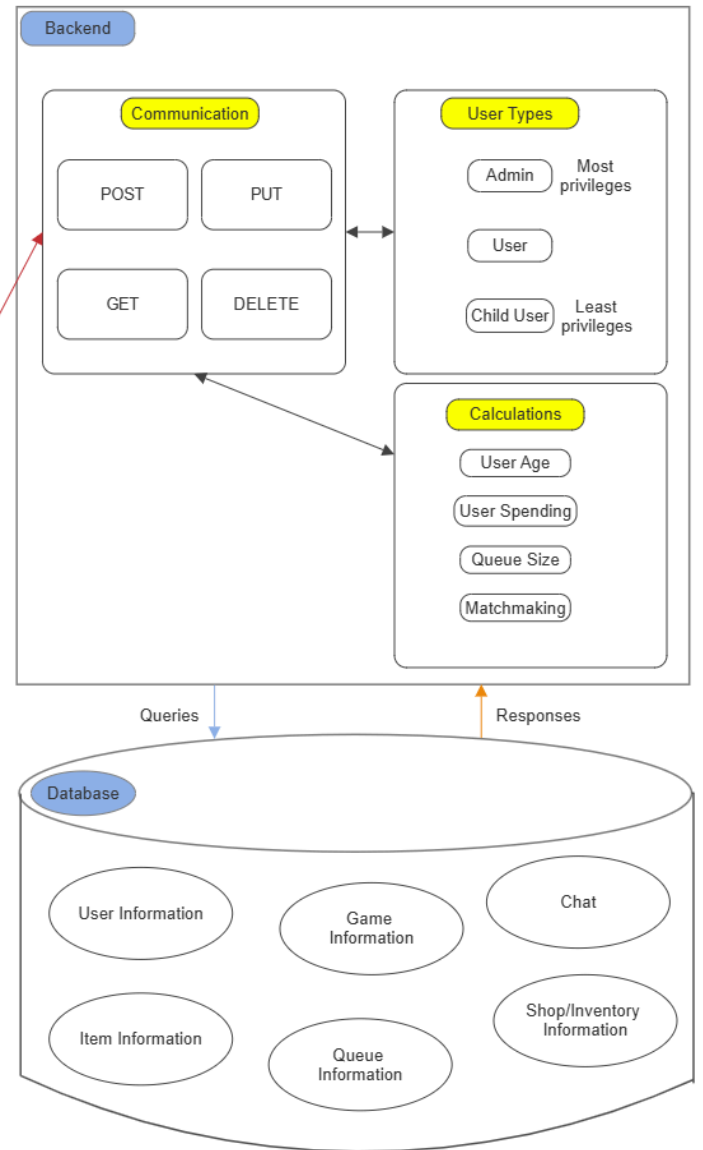 Backend
Communication
POST
PUT
GET
DELETE
User Types
Admin
Most
privileges
User
Child User
Least
privileges
Calculations
User Age
User Spending
Queue Size
Matchmaking
Queries
Responses
Database
User Information
Game
Information
Chat
Item Information
Queue
Information
Shop/Inventory
Information